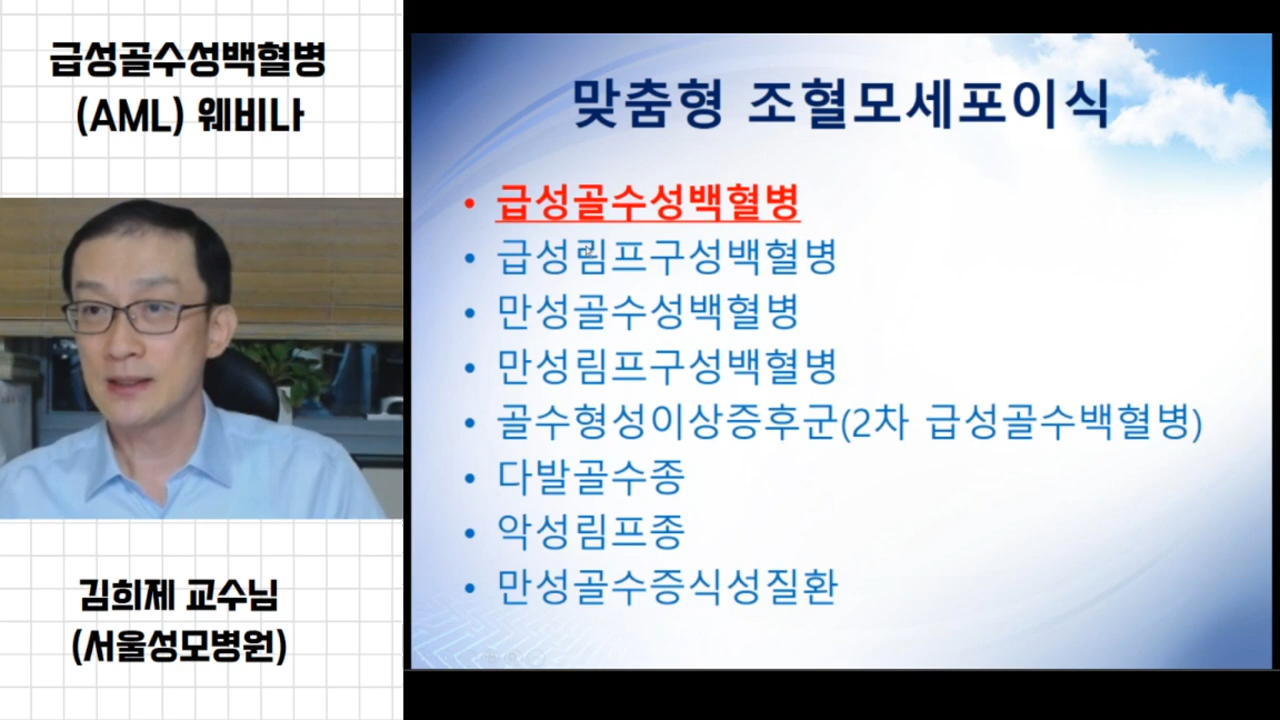 급성골수성백혈병
(AML) 웨비나
김희제 교수님
(서울성모병원)
맞춤형 조혈모세포이식
• 급성골수성백혈병
• 급성림프구성백혈병
• 만성골수성백혈병
• 만성림프구성백혈병
• 골수형성이상증후군(2차 급성골수백혈병)
• 다발골수종
• 악성림프종
• 만성골수증식성질환